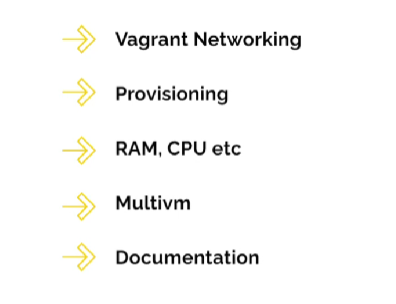 Vagrant Networking
Provisioning
RAM, CPU etc
Multivm
Documentation